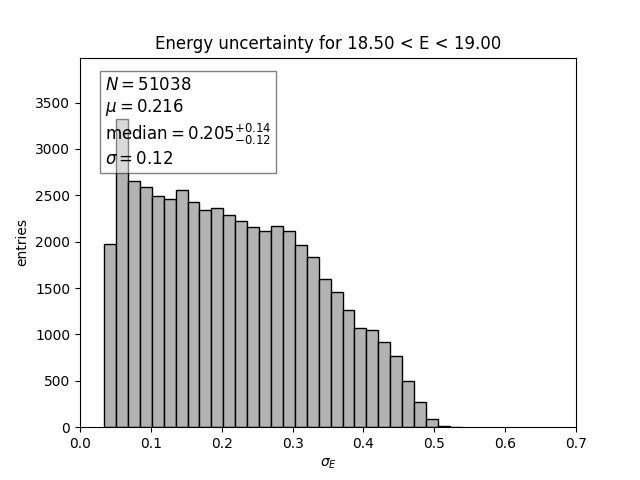 Energy uncertainty for 18.50 < E < 19.00
N = 51038
μ = 0.216
median = 0.205+0.14−0.12
σ = 0.12
entries
3500
3000
2500
2000
1500
1000
500
0
0.0 0.1 0.2 0.3 0.4 0.5 0.6 0.7
σE